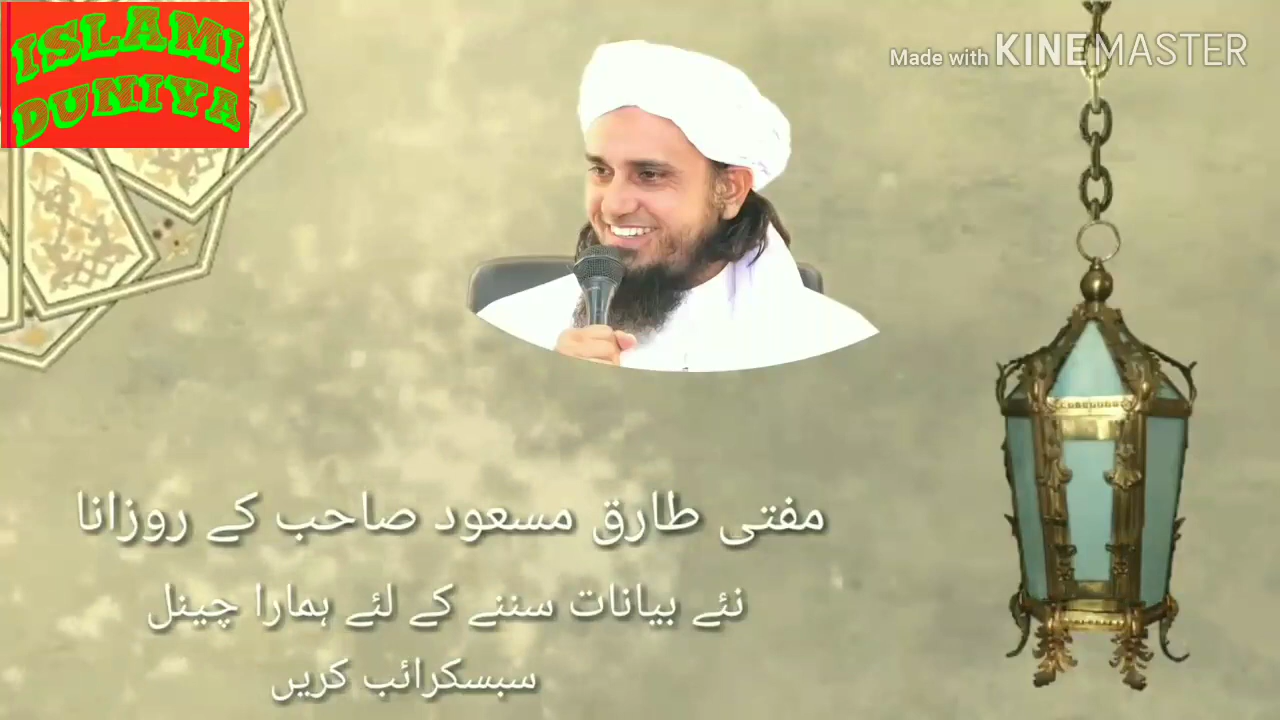 ISLAMI
DUNIYA
Made with KINEMASTER
مفتی طارق مسعود صاحب کے روزانا
نئے بیانات سننے کے لئے ہمارا چینل
سبسکرائب کریں